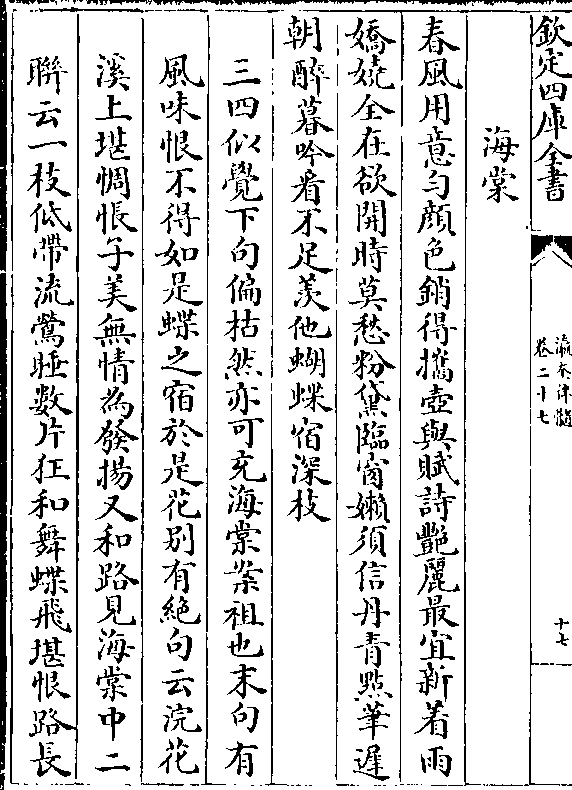 欽定四庫全書
瀛奎律髓
卷二十七
十七
海棠
春風用意勻顏色銷得攜壺與賦詩艷麗最宜新着雨
嬌嬈全在欲開時莫愁粉黛臨窗嬾須信丹青㸃筆遲
朝醉暮吟看不足羡他蝴蝶宿深枝
三四似覺下句偏枯然亦可充海棠案祖也末句有
風味恨不得如是蝶之宿於是花别有絶句云浣花
溪上堪惆悵子美無情為發揚又和路見海棠中二
聯云一枝低帶流鶯睡數片狂和舞蝶飛堪恨路長